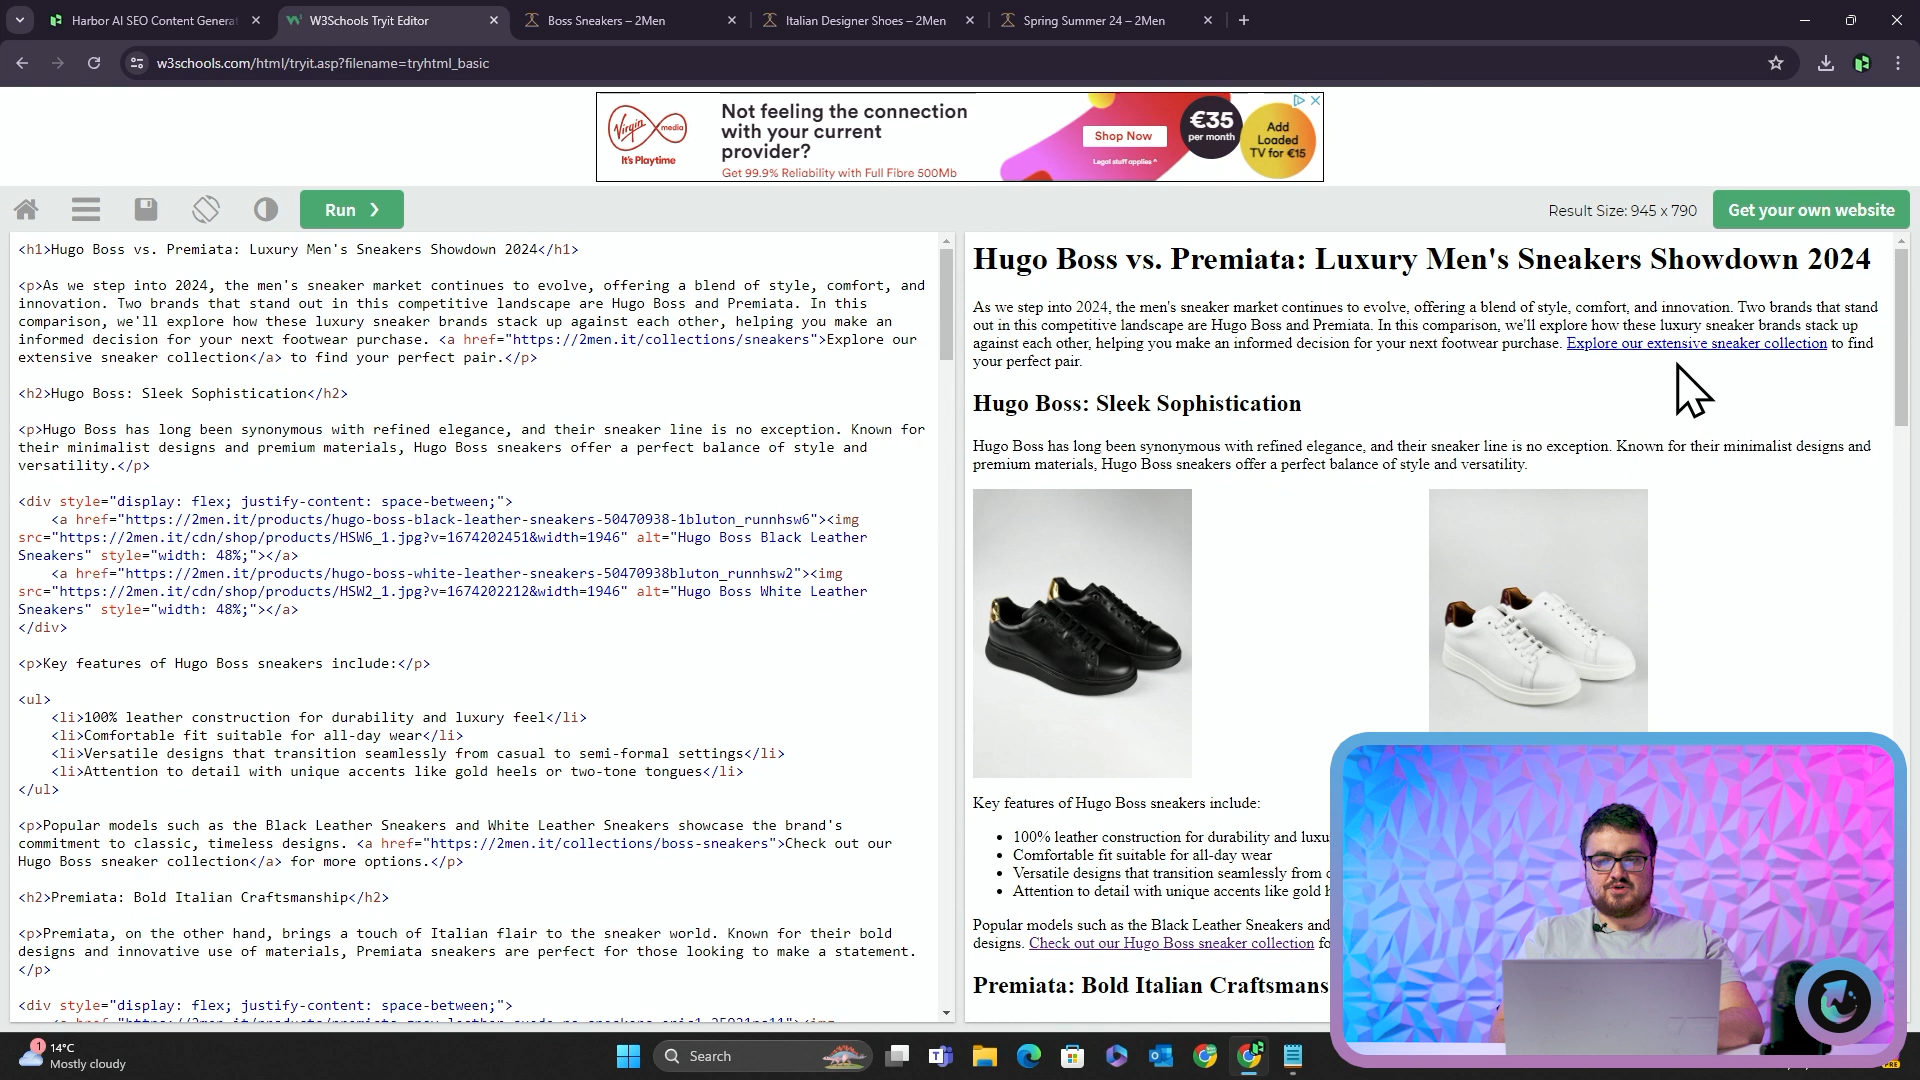 Harbor AI SEO Content Generat
W3Schools Tryit Editor
Boss Sneakers – 2Men
Italian Designer Shoes – 2Men
Spring Summer 24 – 2Men
w3schools.com/html/tryit.asp?filename=tryhtml_basic
Virgin media
It's Playtime
Not feeling the connection
with your current
provider?
Get 99.9% Reliability with Full Fibre 500Mb
Shop Now
Legal stuff applies ^
€35
per month
Add
Loaded
TV for €15
Run ❯
Result Size: 945 x 790
Get your own website
<h1>Hugo Boss vs. Premiata: Luxury Men's Sneakers Showdown 2024</h1>
<p>As we step into 2024, the men's sneaker market continues to evolve, offering a blend of style, comfort, and
innovation. Two brands that stand out in this competitive landscape are Hugo Boss and Premiata. In this
comparison, we'll explore how these luxury sneaker brands stack up against each other, helping you make an
informed decision for your next footwear purchase. <a href="https://2men.it/collections/sneakers">Explore our
extensive sneaker collection</a> to find your perfect pair.</p>
<h2>Hugo Boss: Sleek Sophistication</h2>
<p>Hugo Boss has long been synonymous with refined elegance, and their sneaker line is no exception. Known for
their minimalist designs and premium materials, Hugo Boss sneakers offer a perfect balance of style and
versatility.</p>
<div style="display: flex; justify-content: space-between;">
<a href="https://2men.it/products/hugo-boss-black-leather-sneakers-50470938-1bluton_runnhsw6"><img
src="https://2men.it/cdn/shop/products/HSW6_1.jpg?v=1674202451&width=1946" alt="Hugo Boss Black Leather
Sneakers" style="width: 48%;"></a>
<a href="https://2men.it/products/hugo-boss-white-leather-sneakers-50470938bluton_runnhsw2"><img
src="https://2men.it/cdn/shop/products/HSW2_1.jpg?v=1674202212&width=1946" alt="Hugo Boss White Leather
Sneakers" style="width: 48%;"></a>
</div>
<p>Key features of Hugo Boss sneakers include:</p>
<ul>
<li>100% leather construction for durability and luxury feel</li>
<li>Comfortable fit suitable for all-day wear</li>
<li>Versatile designs that transition seamlessly from casual to semi-formal settings</li>
<li>Attention to detail with unique accents like gold heels or two-tone tongues</li>
</ul>
<p>Popular models such as the Black Leather Sneakers and White Leather Sneakers showcase the brand's
commitment to classic, timeless designs. <a href="https://2men.it/collections/boss-sneakers">Check out our
Hugo Boss sneaker collection</a> for more options.</p>
<h2>Premiata: Bold Italian Craftsmanship</h2>
<p>Premiata, on the other hand, brings a touch of Italian flair to the sneaker world. Known for their bold
designs and innovative use of materials, Premiata sneakers are perfect for those looking to make a statement.
</p>
<div style="display: flex; justify-content: space-between;">
Hugo Boss vs. Premiata: Luxury Men's Sneakers Showdown 2024
As we step into 2024, the men's sneaker market continues to evolve, offering a blend of style, comfort, and innovation. Two brands that stand
out in this competitive landscape are Hugo Boss and Premiata. In this comparison, we'll explore how these luxury sneaker brands stack up
against each other, helping you make an informed decision for your next footwear purchase. Explore our extensive sneaker collection to find
your perfect pair.
Hugo Boss: Sleek Sophistication
Hugo Boss has long been synonymous with refined elegance, and their sneaker line is no exception. Known for their minimalist designs and
premium materials, Hugo Boss sneakers offer a perfect balance of style and versatility.
Key features of Hugo Boss sneakers include:
100% leather construction for durability and luxu
Comfortable fit suitable for all-day wear
Versatile designs that transition seamlessly from c
Attention to detail with unique accents like gold h
Popular models such as the Black Leather Sneakers and
designs. Check out our Hugo Boss sneaker collection fo
Premiata: Bold Italian Craftsmans
1
14°C
Mostly cloudy
Search
PRE